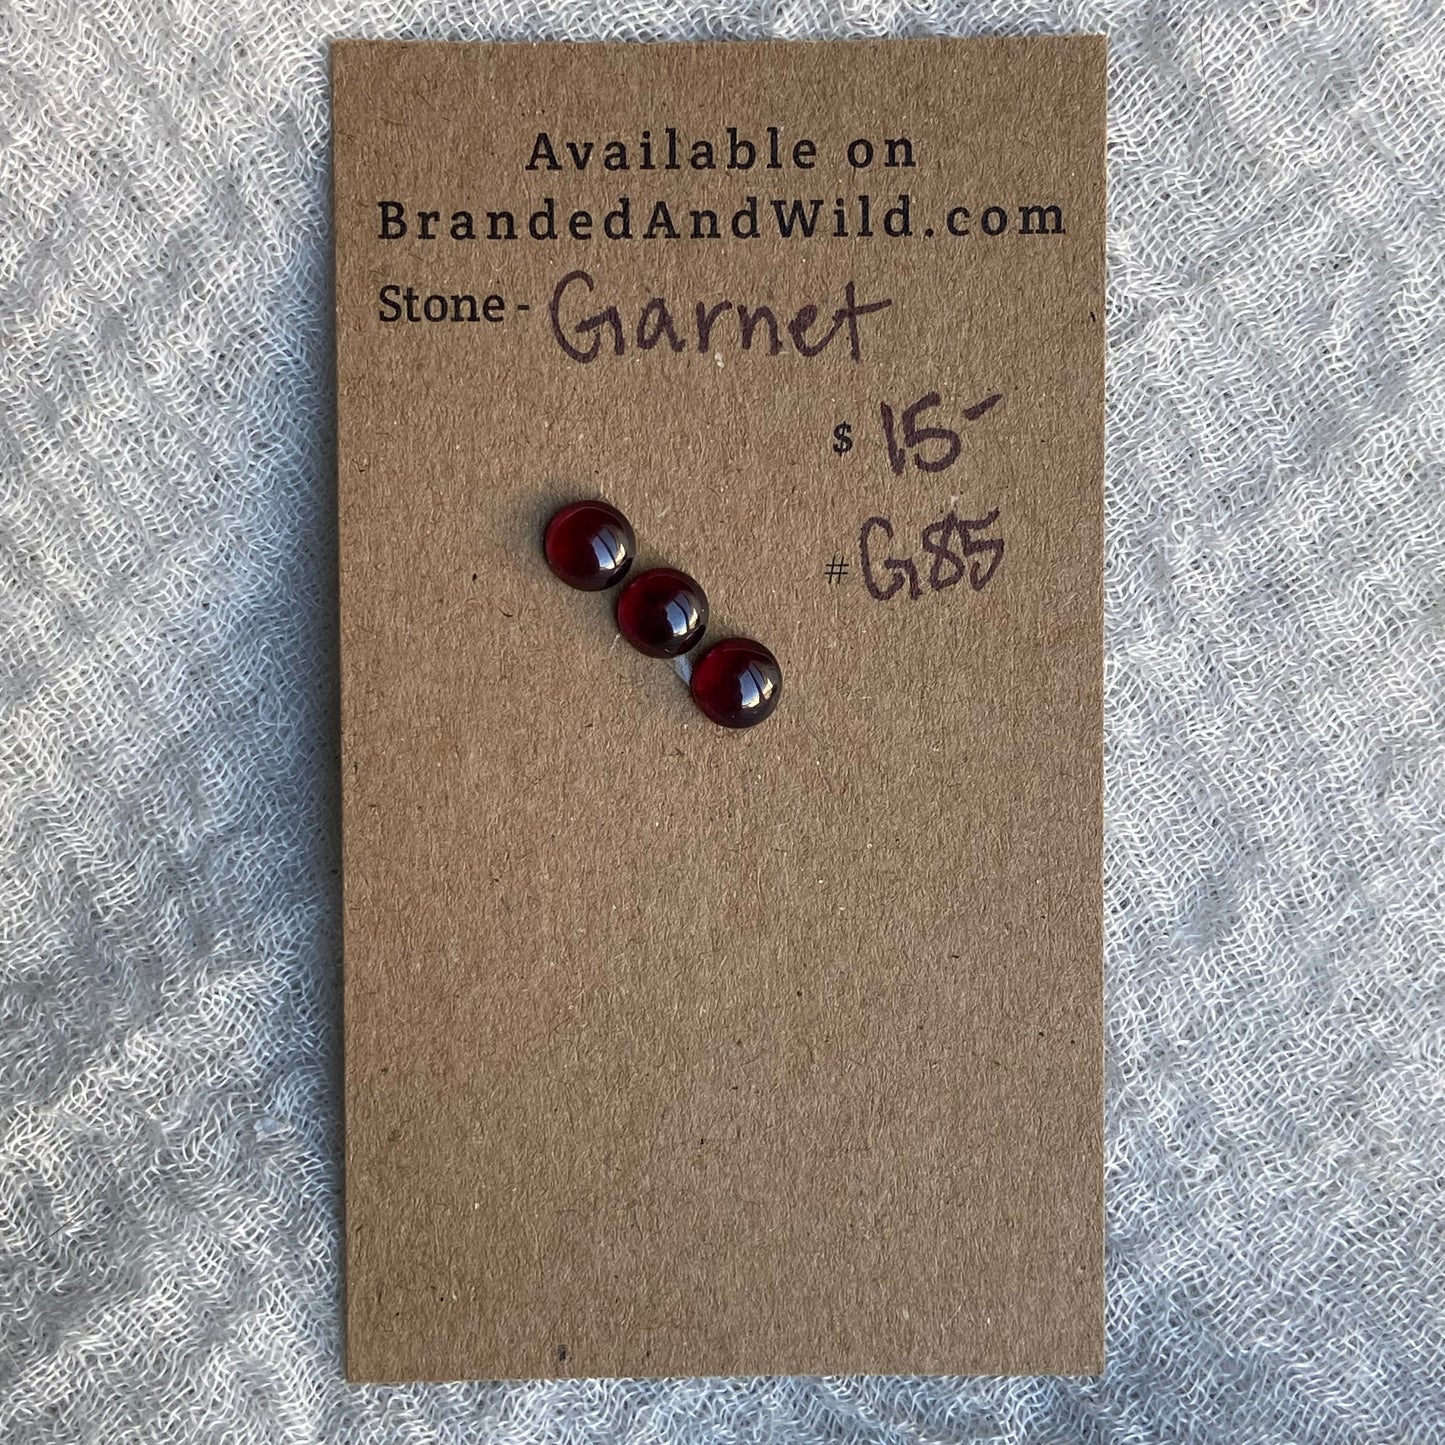 Available on
BrandedAndWild.com
Stone - Garnet
$ 15-
# G85